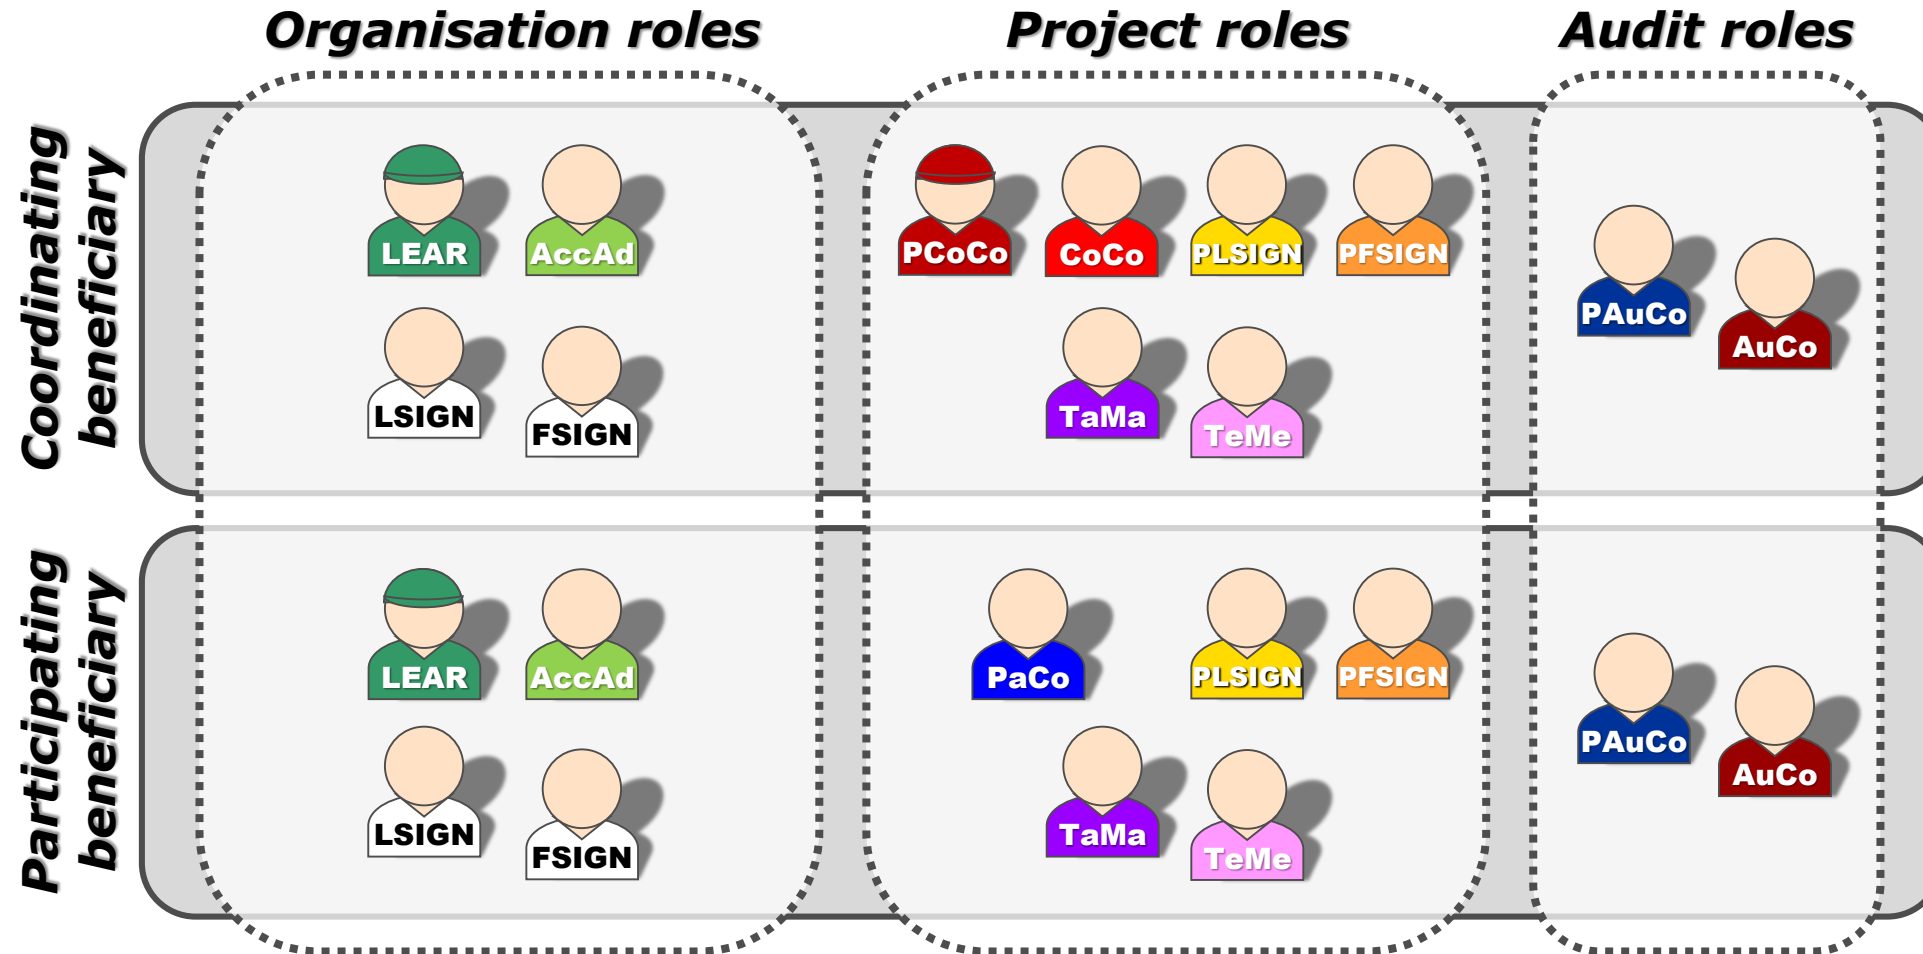 Organisation roles
Project roles
Audit roles
Coordinating
beneficiary
LEAR
AccAd
PCoCo
CoCo
PLSIGN
PFSIGN
PAuCo
AuCo
LSIGN
FSIGN
TaMa
TeMe
Participating
beneficiary
LEAR
AccAd
PaCo
PLSIGN
PFSIGN
PAuCo
AuCo
LSIGN
FSIGN
TaMa
TeMe